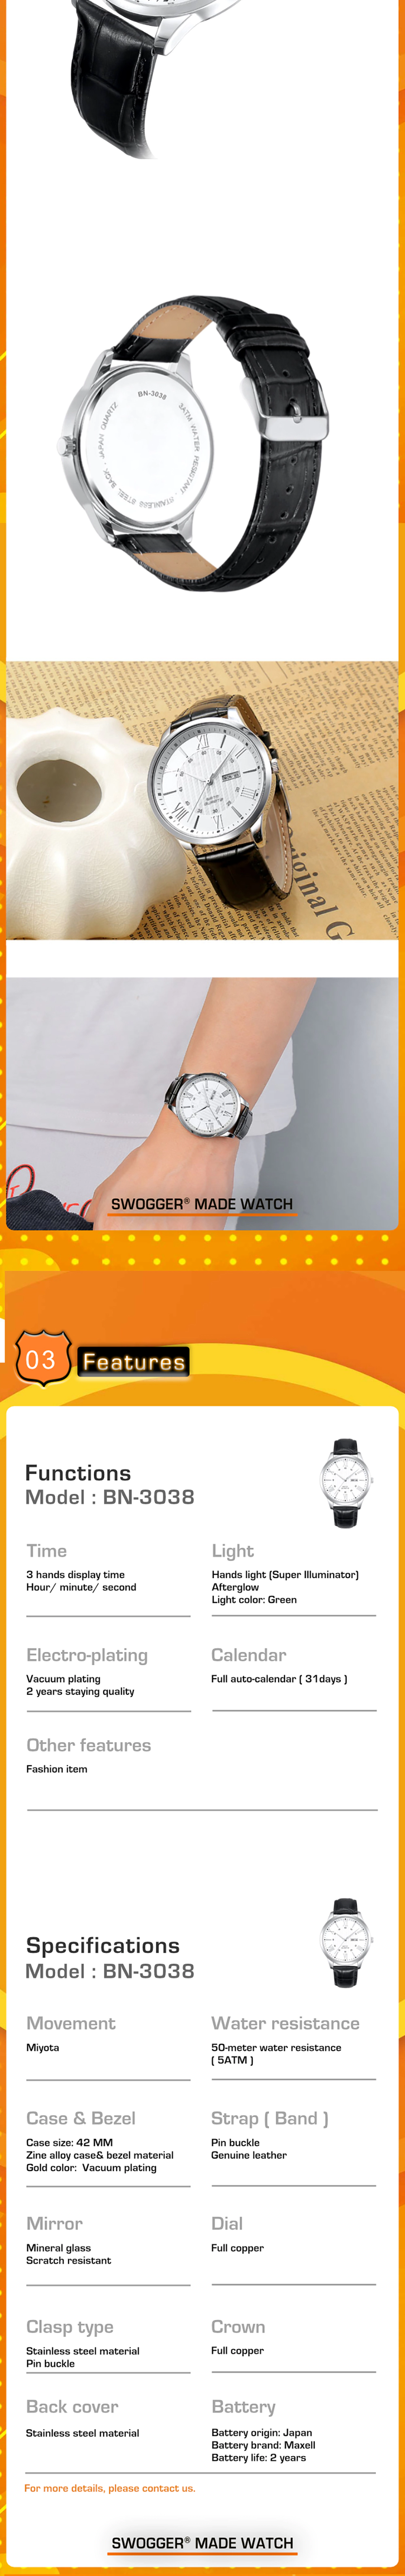 BN-3038
3ATM WATER RESISTANT · STAINLESS STEEL BACK · JAPAN QUARTZ
original G
SWOGGER® MADE WATCH
03 Features
Functions
Model : BN-3038
Time
3 hands display time
Hour/ minute/ second
Light
Hands light (Super Illuminator)
Afterglow
Light color: Green
Electro-plating
Vacuum plating
2 years staying quality
Calendar
Full auto-calendar ( 31days )
Other features
Fashion item
Specifications
Model : BN-3038
Movement
Miyota
Water resistance
50-meter water resistance
( 5ATM )
Case & Bezel
Case size: 42 MM
Zine alloy case& bezel material
Gold color: Vacuum plating
Strap ( Band )
Pin buckle
Genuine leather
Mirror
Mineral glass
Scratch resistant
Dial
Full copper
Clasp type
Stainless steel material
Pin buckle
Crown
Full copper
Back cover
Stainless steel material
Battery
Battery origin: Japan
Battery brand: Maxell
Battery life: 2 years
For more details, please contact us.
SWOGGER® MADE WATCH